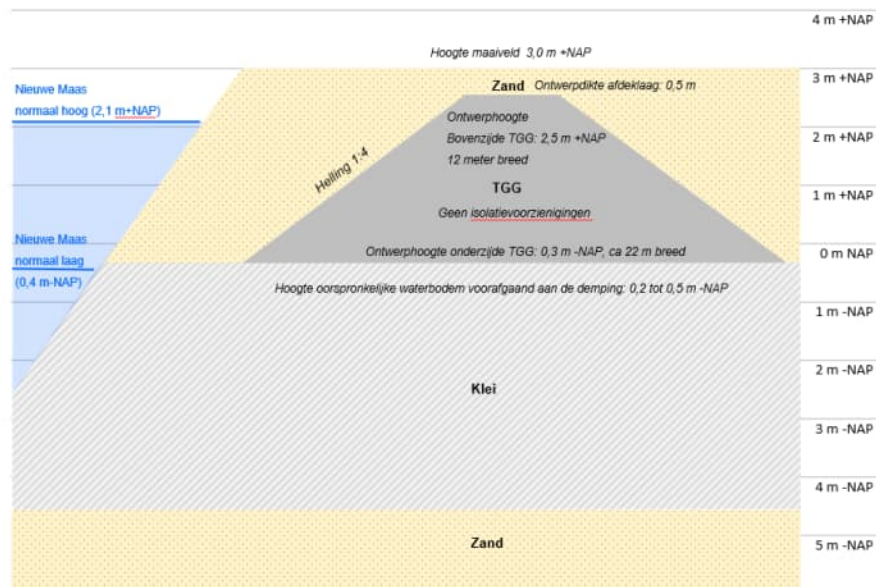 4 m +NAP
Hoogte maaiveld 3,0 m +NAP
3 m +NAP
Zand Ontwerpdikte afdeklaag: 0,5 m
Nieuwe Maas
normaal hoog (2,1 m+NAP)
Ontwerphoogte
Bovenzijde TGG: 2,5 m +NAP
12 meter breed
2 m +NAP
Helling 1:4
TGG
1 m +NAP
Geen isolatievoorzienigingen
Nieuwe Maas
normaal laag
(0,4 m-NAP)
Ontwerphoogte onderzijde TGG: 0,3 m -NAP, ca 22 m breed
0 m NAP
Hoogte oorspronkelijke waterbodem voorafgaand aan de demping: 0,2 tot 0,5 m -NAP
1 m -NAP
2 m -NAP
Klei
3 m -NAP
4 m -NAP
Zand
5 m -NAP